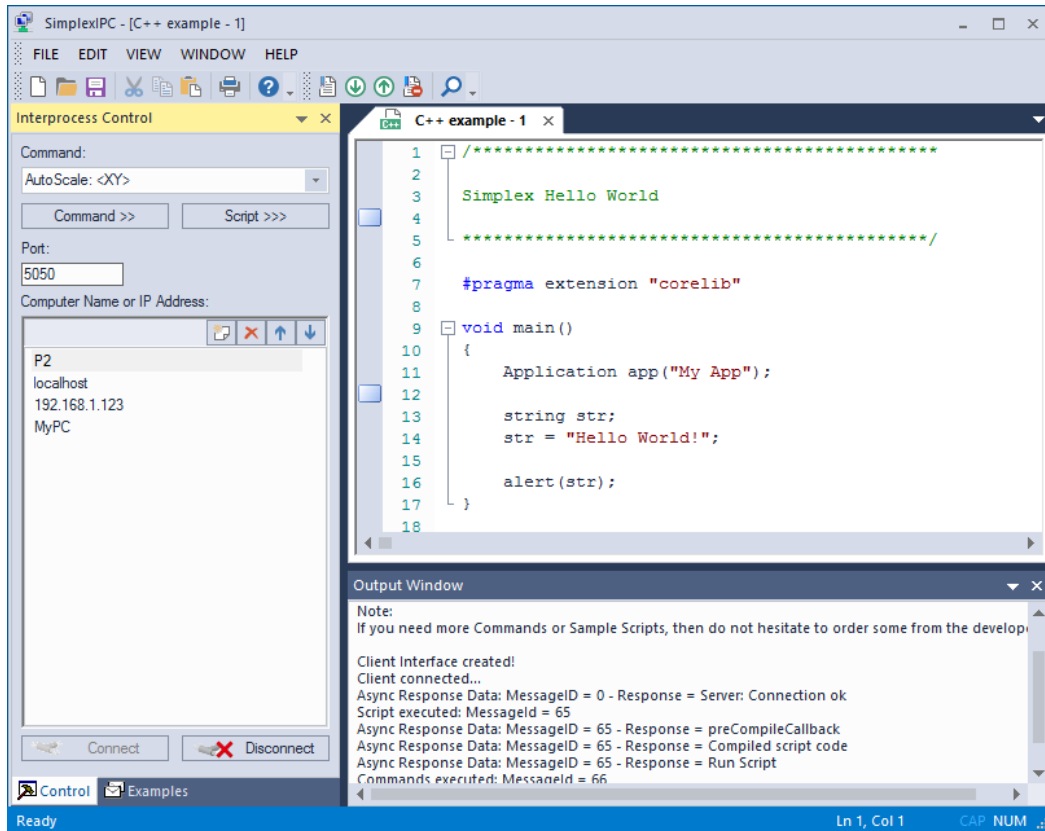 SimplexIPC - [C++ example - 1]
FILE EDIT VIEW WINDOW HELP
Interprocess Control
Command:
AutoScale: <XY>
Command >> Script >>>
Port:
5050
Computer Name or IP Address:
P2
localhost
192.168.1.123
MyPC
Connect Disconnect
Control Examples
C++ C++ example - 1
1 /*********************************************
2
3 Simplex Hello World
4
5 *********************************************/
6
7 #pragma extension "corelib"
8
9 void main()
10 {
11 Application app("My App");
12
13 string str;
14 str = "Hello World!";
15
16 alert(str);
17 }
18
Output Window
Note:
If you need more Commands or Sample Scripts, then do not hesitate to order some from the develop
Client Interface created!
Client connected...
Async Response Data: MessageID = 0 - Response = Server: Connection ok
Script executed: MessageId = 65
Async Response Data: MessageID = 65 - Response = preCompileCallback
Async Response Data: MessageID = 65 - Response = Compiled script code
Async Response Data: MessageID = 65 - Response = Run Script
Commands executed: MessageId = 66
Ready Ln 1, Col 1 CAP NUM